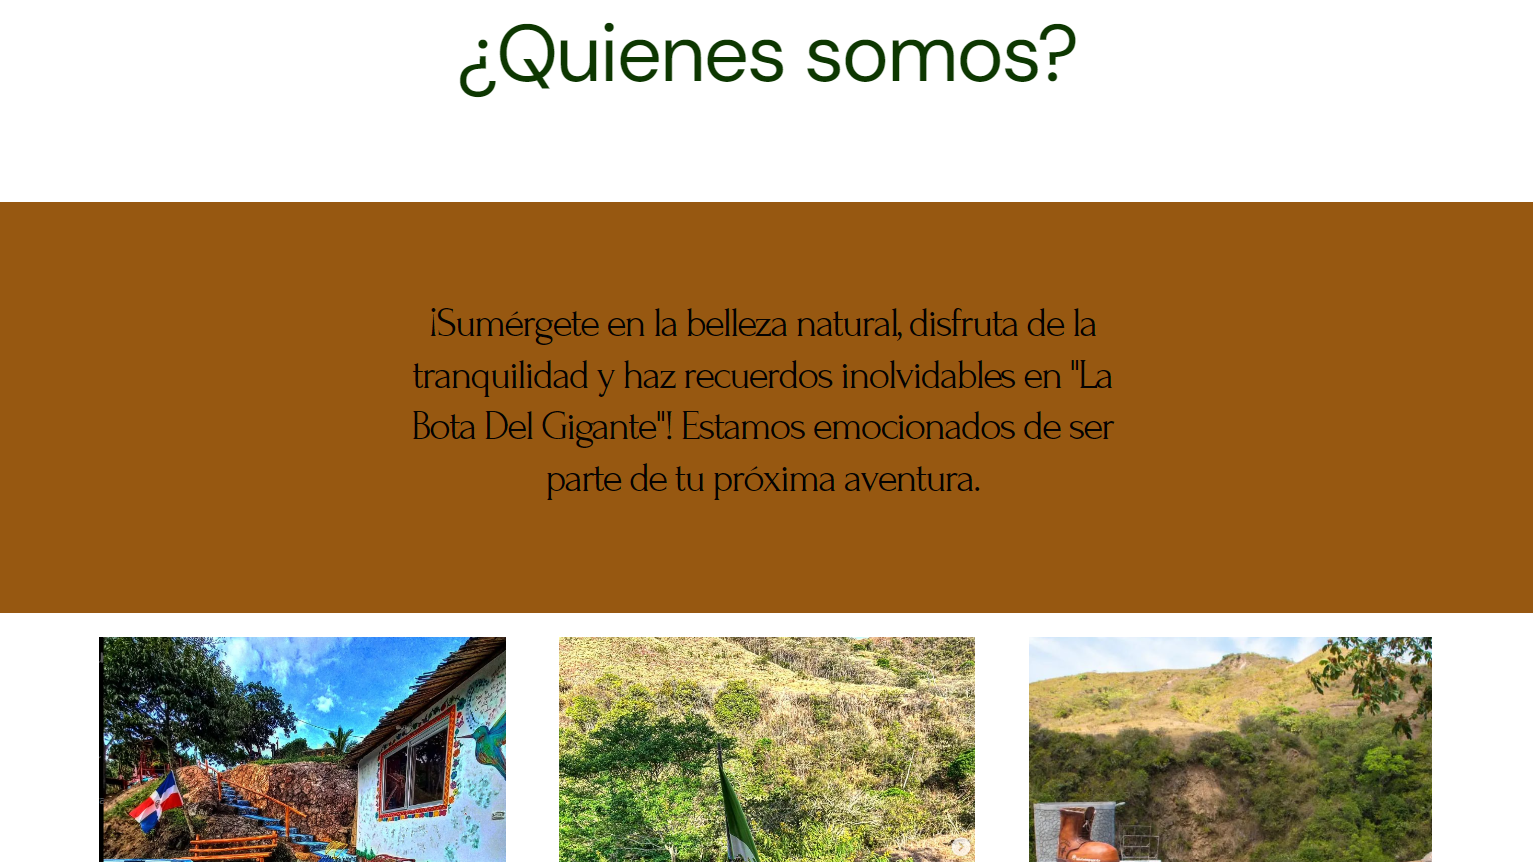 ¿Quienes somos?
¡Sumérgete en la belleza natural, disfruta de la
tranquilidad y haz recuerdos inolvidables en "La
Bota Del Gigante"! Estamos emocionados de ser
parte de tu próxima aventura.